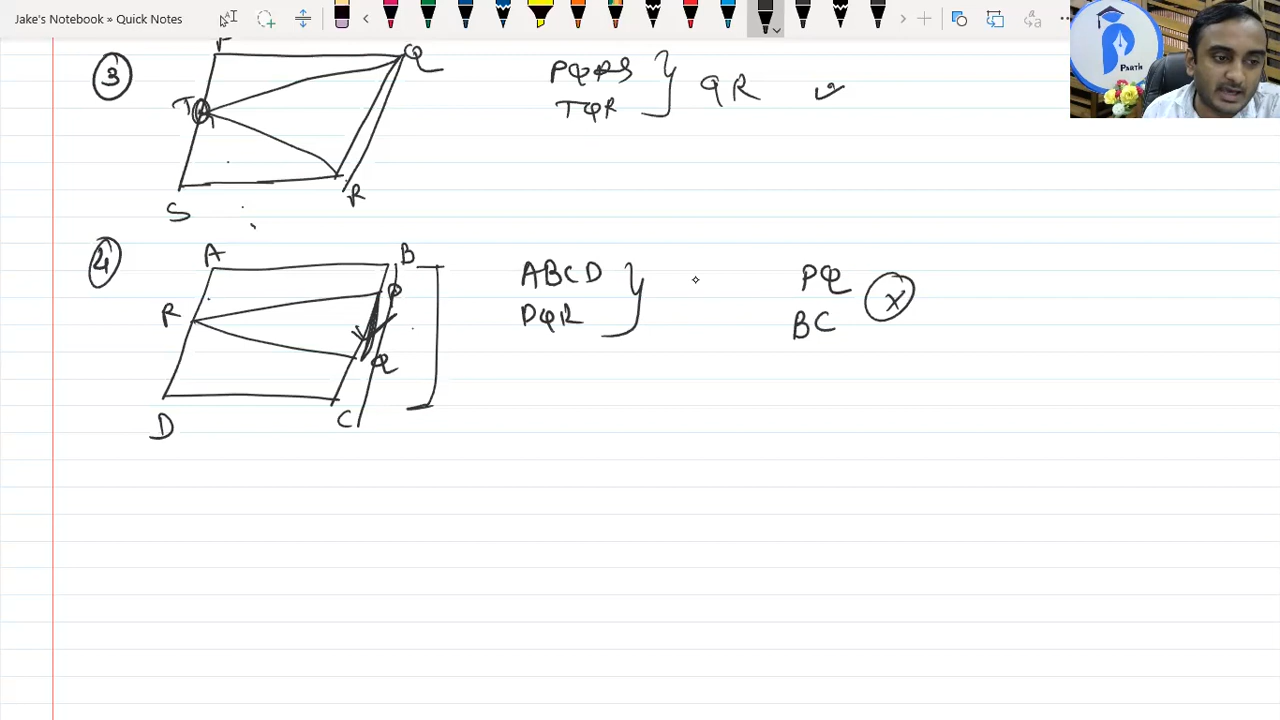 Jake's Notebook » Quick Notes
Parth
3
Q
T
S
R
PQRS
TQR
QR
4
A
B
R
P
Q
D
C
ABCD
PQR
PQ
BC
X